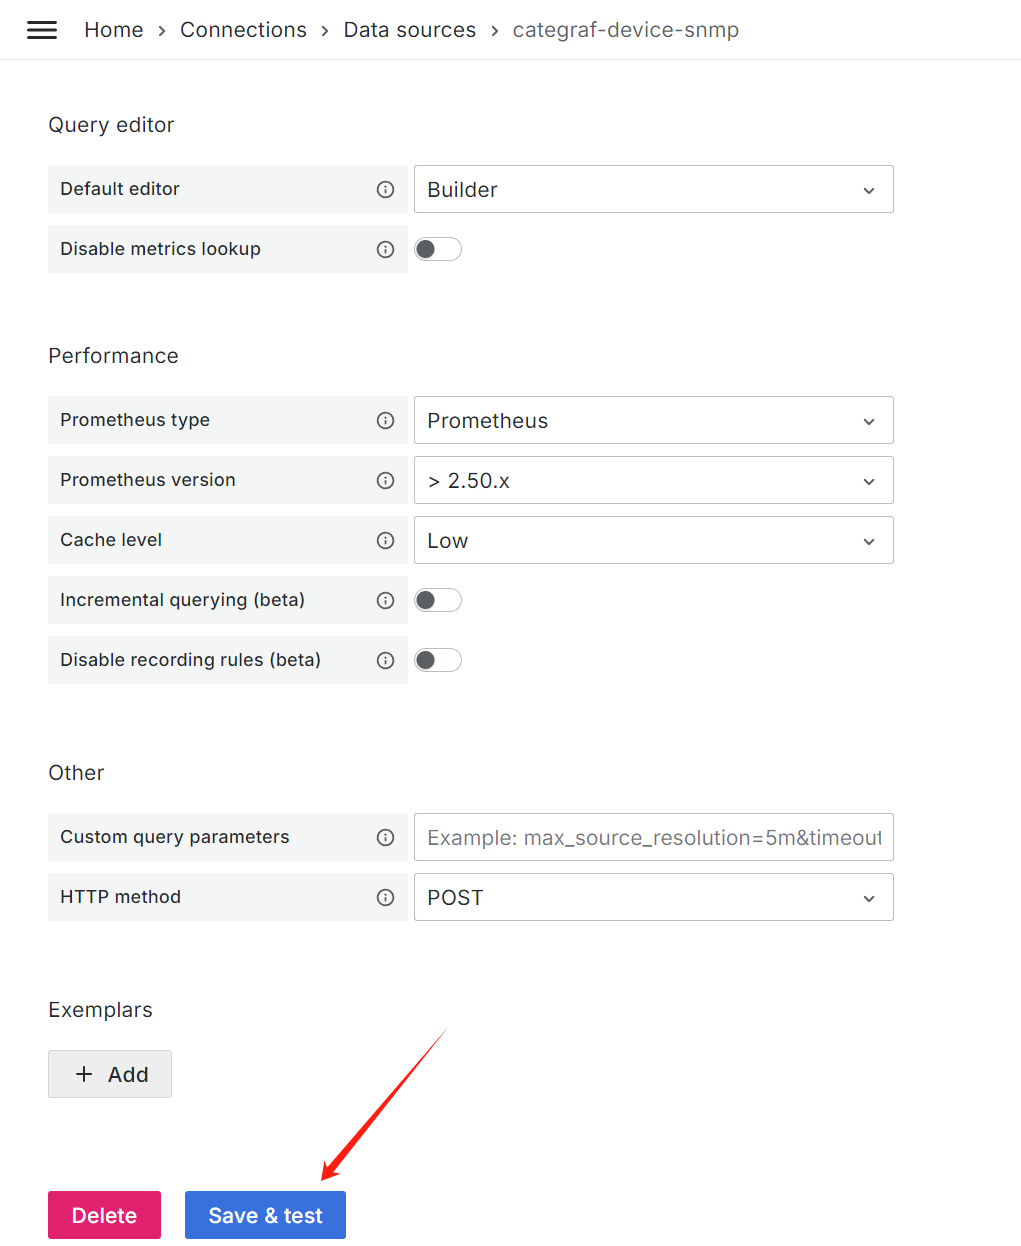 Home › Connections › Data sources › categraf-device-snmp
Query editor
Default editor Builder
Disable metrics lookup
Performance
Prometheus type Prometheus
Prometheus version > 2.50.x
Cache level Low
Incremental querying (beta)
Disable recording rules (beta)
Other
Custom query parameters Example: max_source_resolution=5m&timeout
HTTP method POST
Exemplars
+ Add
Delete Save & test